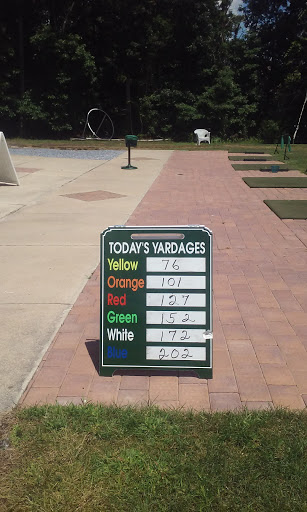 TODAY'S YARDAGES
Yellow 76
Orange 101
Red 127
Green 152
White 172
Blue 202